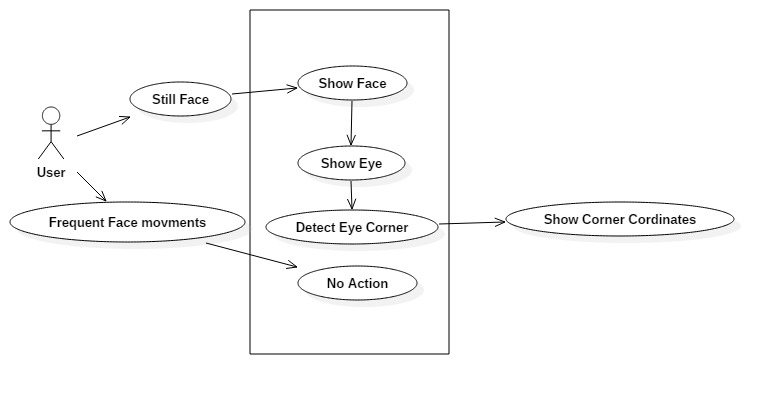 Show Face
Still Face
Show Eye
User
Frequent Face movments
Detect Eye Corner
Show Corner Cordinates
No Action